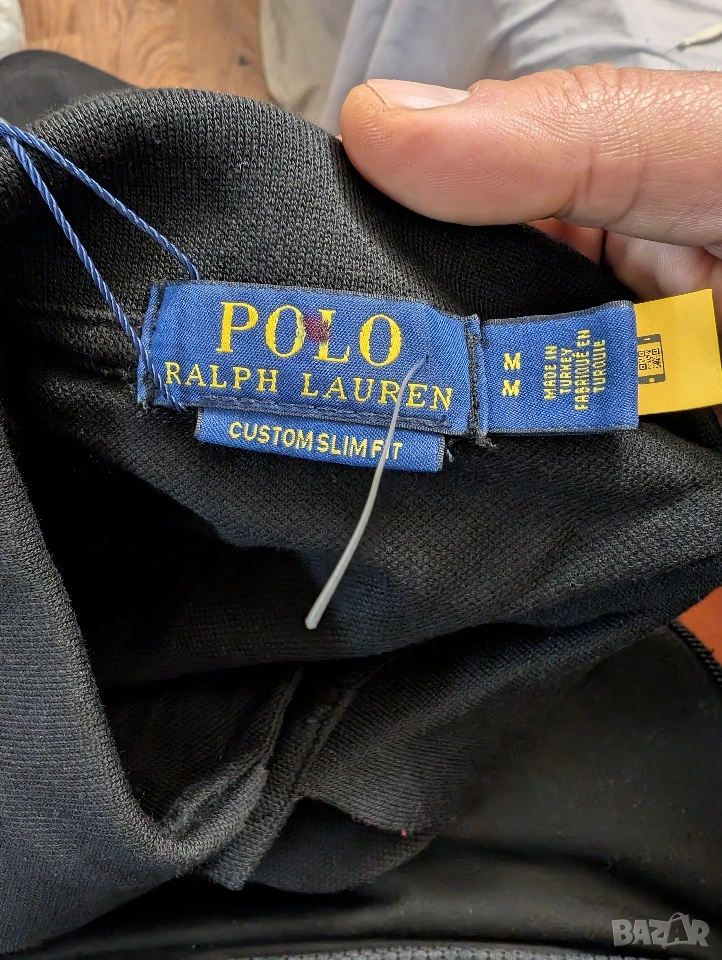 POLO
RALPH LAUREN
CUSTOM SLIM FIT
M
M
MADE IN
TURKEY
FABRIQUÉ EN
TURQUIE
BAZAR